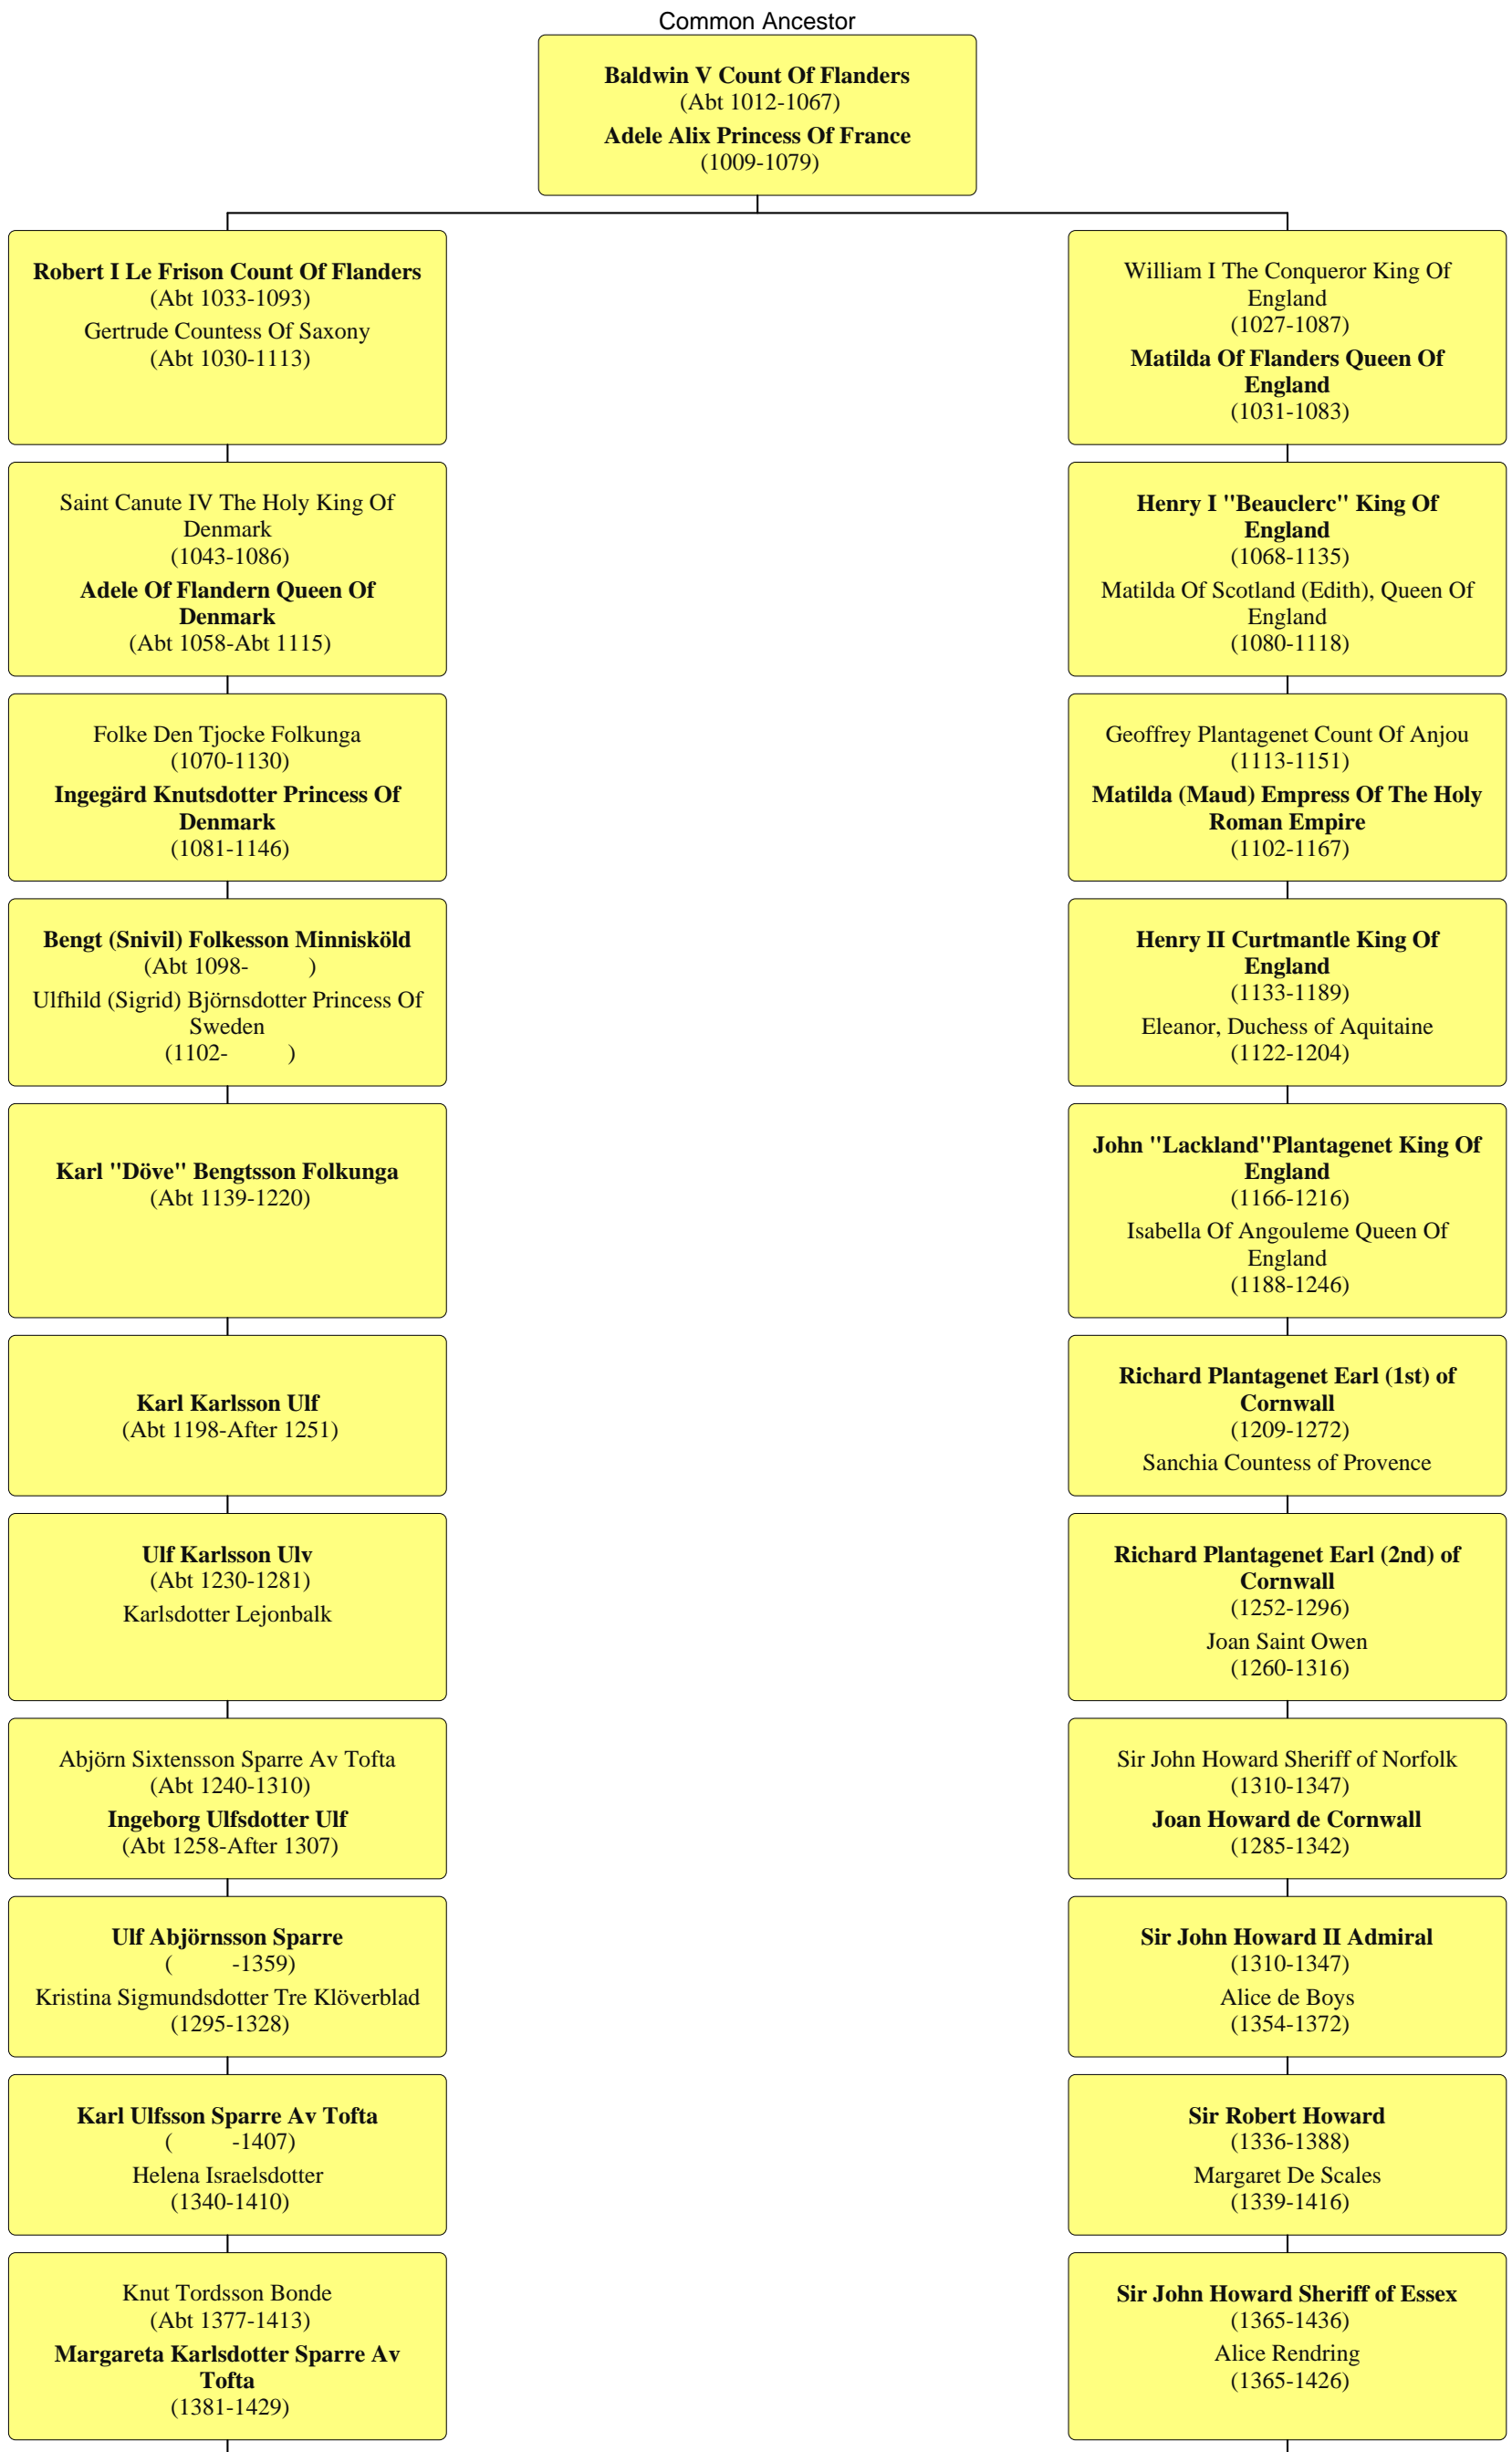 Common Ancestor
Baldwin V Count Of Flanders
(Abt 1012-1067)
Adele Alix Princess Of France
(1009-1079)
Robert I Le Frison Count Of Flanders
(Abt 1033-1093)
Gertrude Countess Of Saxony
(Abt 1030-1113)
William I The Conqueror King Of
England
(1027-1087)
Matilda Of Flanders Queen Of
England
(1031-1083)
Saint Canute IV The Holy King Of
Denmark
(1043-1086)
Adele Of Flandern Queen Of
Denmark
(Abt 1058-Abt 1115)
Henry I "Beauclerc" King Of
England
(1068-1135)
Matilda Of Scotland (Edith), Queen Of
England
(1080-1118)
Folke Den Tjocke Folkunga
(1070-1130)
Ingegärd Knutsdotter Princess Of
Denmark
(1081-1146)
Geoffrey Plantagenet Count Of Anjou
(1113-1151)
Matilda (Maud) Empress Of The Holy
Roman Empire
(1102-1167)
Bengt (Snivil) Folkesson Minnisköld
(Abt 1098- )
Ulfhild (Sigrid) Björnsdotter Princess Of
Sweden
(1102- )
Henry II Curtmantle King Of
England
(1133-1189)
Eleanor, Duchess of Aquitaine
(1122-1204)
Karl "Döve" Bengtsson Folkunga
(Abt 1139-1220)
John "Lackland"Plantagenet King Of
England
(1166-1216)
Isabella Of Angouleme Queen Of
England
(1188-1246)
Karl Karlsson Ulf
(Abt 1198-After 1251)
Richard Plantagenet Earl (1st) of
Cornwall
(1209-1272)
Sanchia Countess of Provence
Ulf Karlsson Ulv
(Abt 1230-1281)
Karlsdotter Lejonbalk
Richard Plantagenet Earl (2nd) of
Cornwall
(1252-1296)
Joan Saint Owen
(1260-1316)
Abjörn Sixtensson Sparre Av Tofta
(Abt 1240-1310)
Ingeborg Ulfsdotter Ulf
(Abt 1258-After 1307)
Sir John Howard Sheriff of Norfolk
(1310-1347)
Joan Howard de Cornwall
(1285-1342)
Ulf Abjörnsson Sparre
( -1359)
Kristina Sigmundsdotter Tre Klöverblad
(1295-1328)
Sir John Howard II Admiral
(1310-1347)
Alice de Boys
(1354-1372)
Karl Ulfsson Sparre Av Tofta
( -1407)
Helena Israelsdotter
(1340-1410)
Sir Robert Howard
(1336-1388)
Margaret De Scales
(1339-1416)
Knut Tordsson Bonde
(Abt 1377-1413)
Margareta Karlsdotter Sparre Av
Tofta
(1381-1429)
Sir John Howard Sheriff of Essex
(1365-1436)
Alice Rendring
(1365-1426)